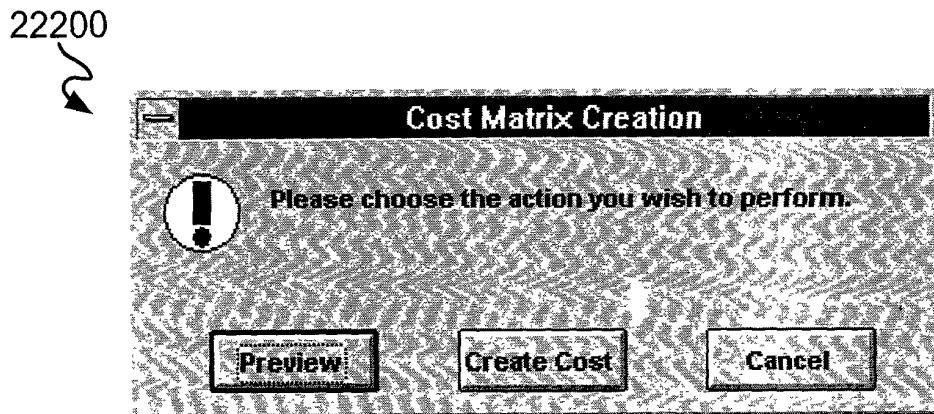 22200
Cost Matrix Creation
Please choose the action you wish to perform.
Preview Create Cost Cancel